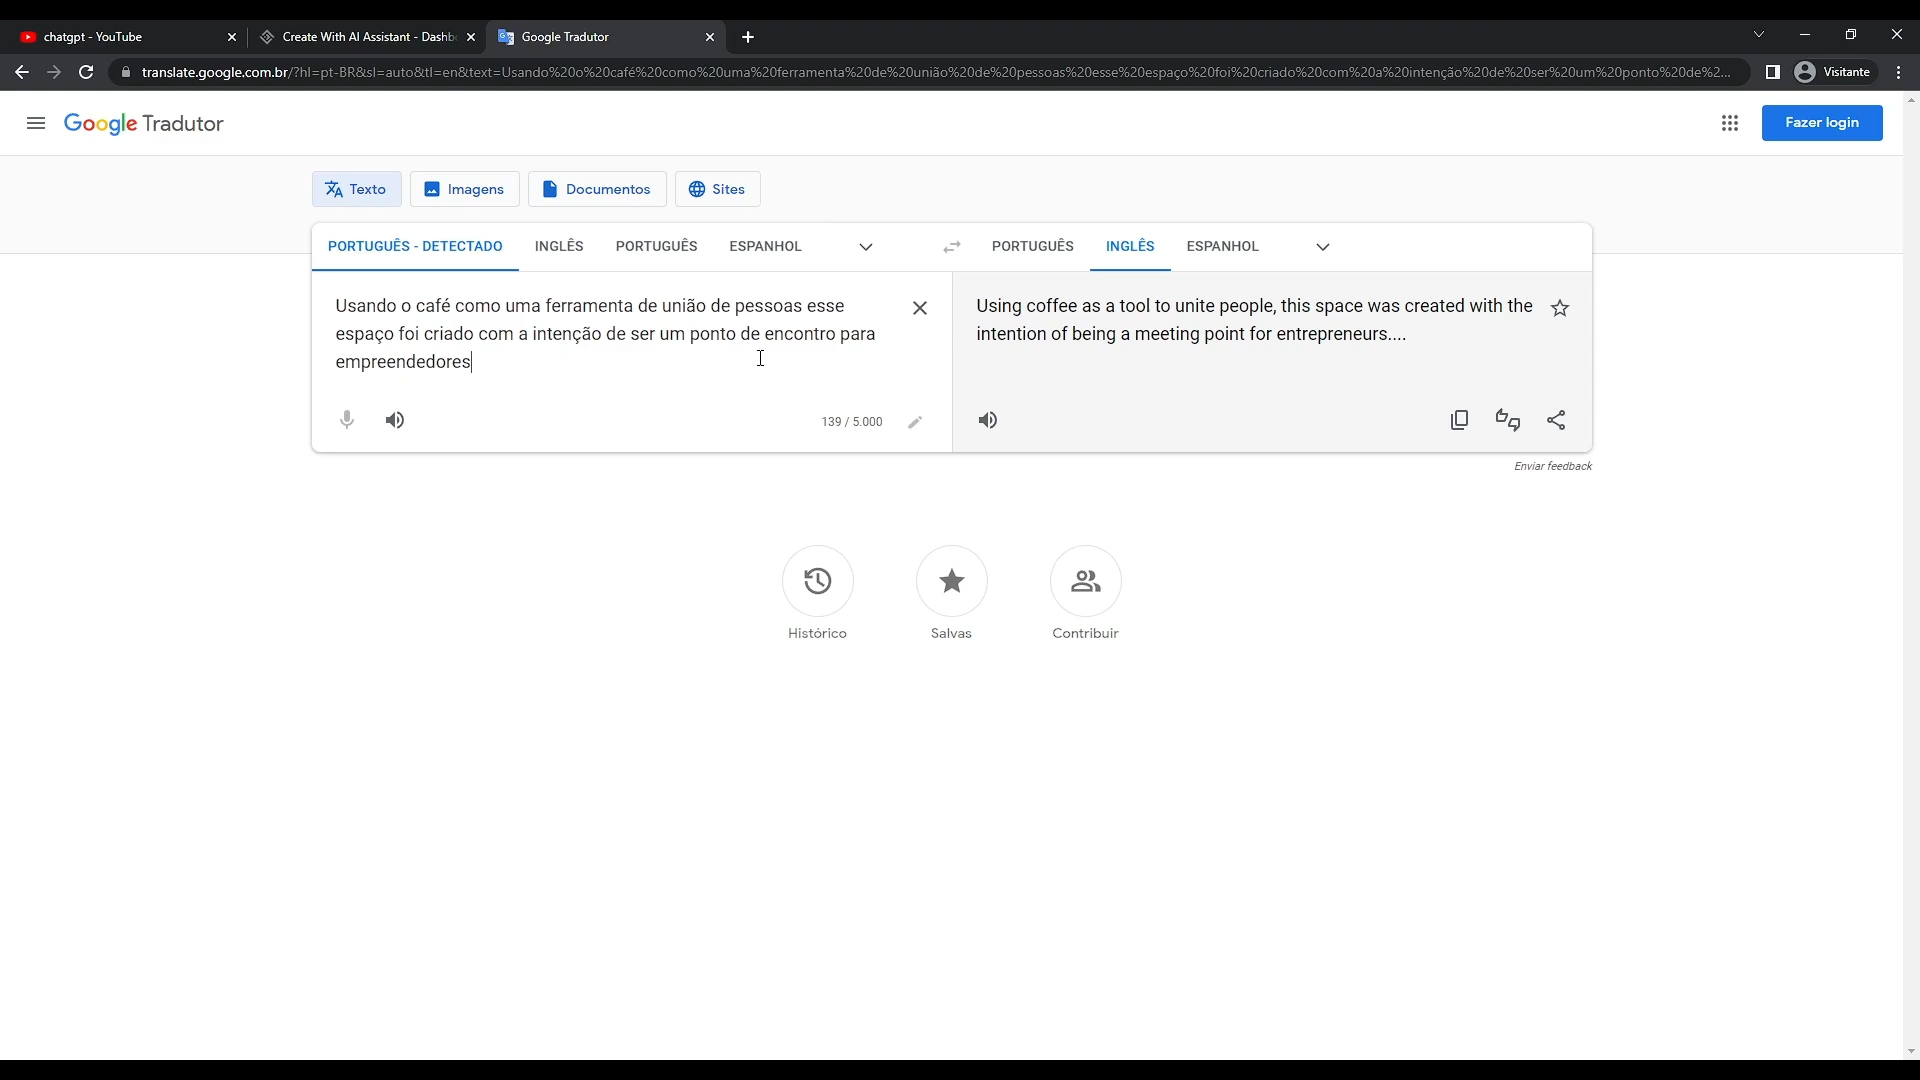 chatgpt - YouTube
Create With AI Assistant - Dashb
Google Tradutor
translate.google.com.br/?hl=pt-BR&sl=auto&tl=en&text=Usando%20o%20café%20como%20uma%20ferramenta%20de%20união%20de%20pessoas%20esse%20espaço%20foi%20criado%20com%20a%20intenção%20de%20ser%20um%20ponto%20de%2...
Visitante
Google Tradutor
Fazer login
Texto
Imagens
Documentos
Sites
PORTUGUÊS - DETECTADO
INGLÊS
PORTUGUÊS
ESPANHOL
PORTUGUÊS
INGLÊS
ESPANHOL
Usando o café como uma ferramenta de união de pessoas esse
espaço foi criado com a intenção de ser um ponto de encontro para
empreendedores
139 / 5.000
Using coffee as a tool to unite people, this space was created with the
intention of being a meeting point for entrepreneurs....
Enviar feedback
Histórico
Salvas
Contribuir